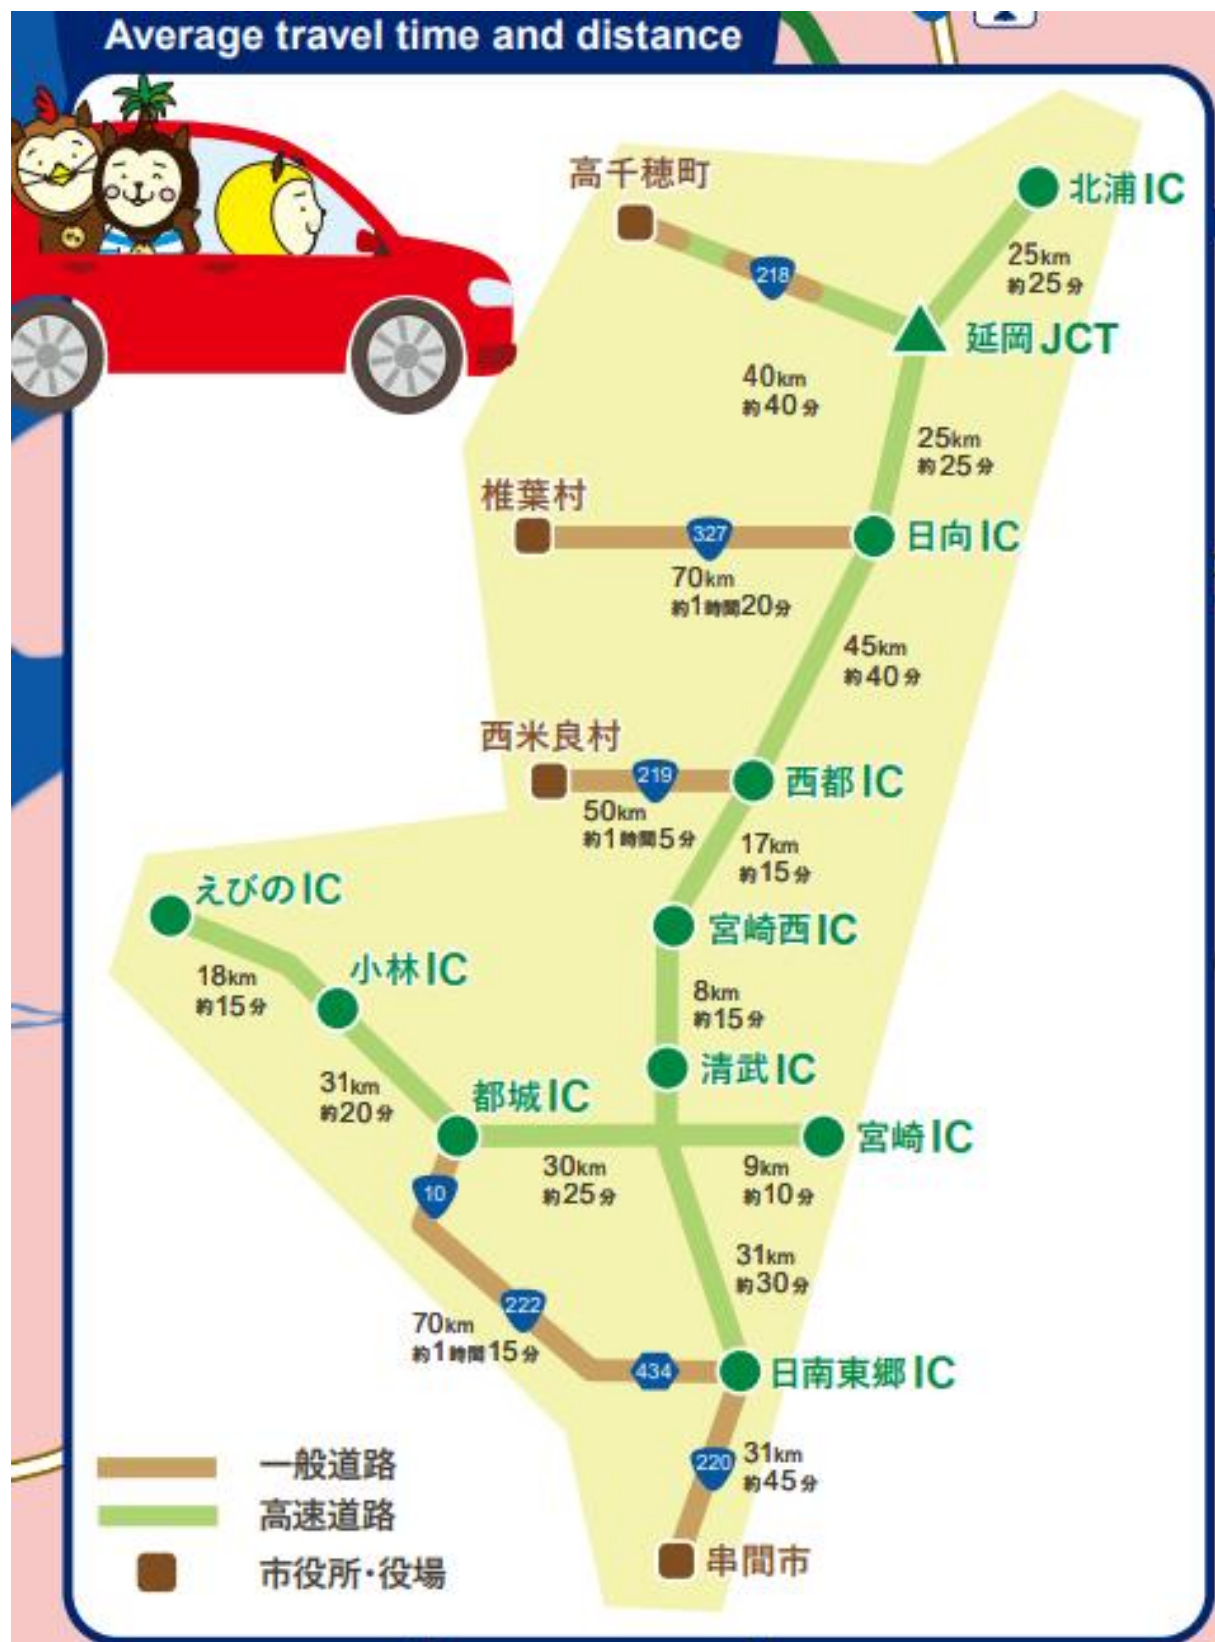 Average travel time and distance
高千穂町
北浦IC
218
25km
約25分
延岡JCT
40km
約40分
25km
約25分
椎葉村
327
日向IC
70km
約1時間20分
45km
約40分
西米良村
219
西都IC
50km
約1時間5分
17km
約15分
えびのIC
宮崎西IC
18km
約15分
小林IC
8km
約15分
清武IC
31km
約20分
都城IC
宮崎IC
30km
約25分
9km
約10分
10
31km
約30分
222
70km
約1時間15分
434
日南東郷IC
220
31km
約45分
串間市
一般道路
高速道路
市役所・役場